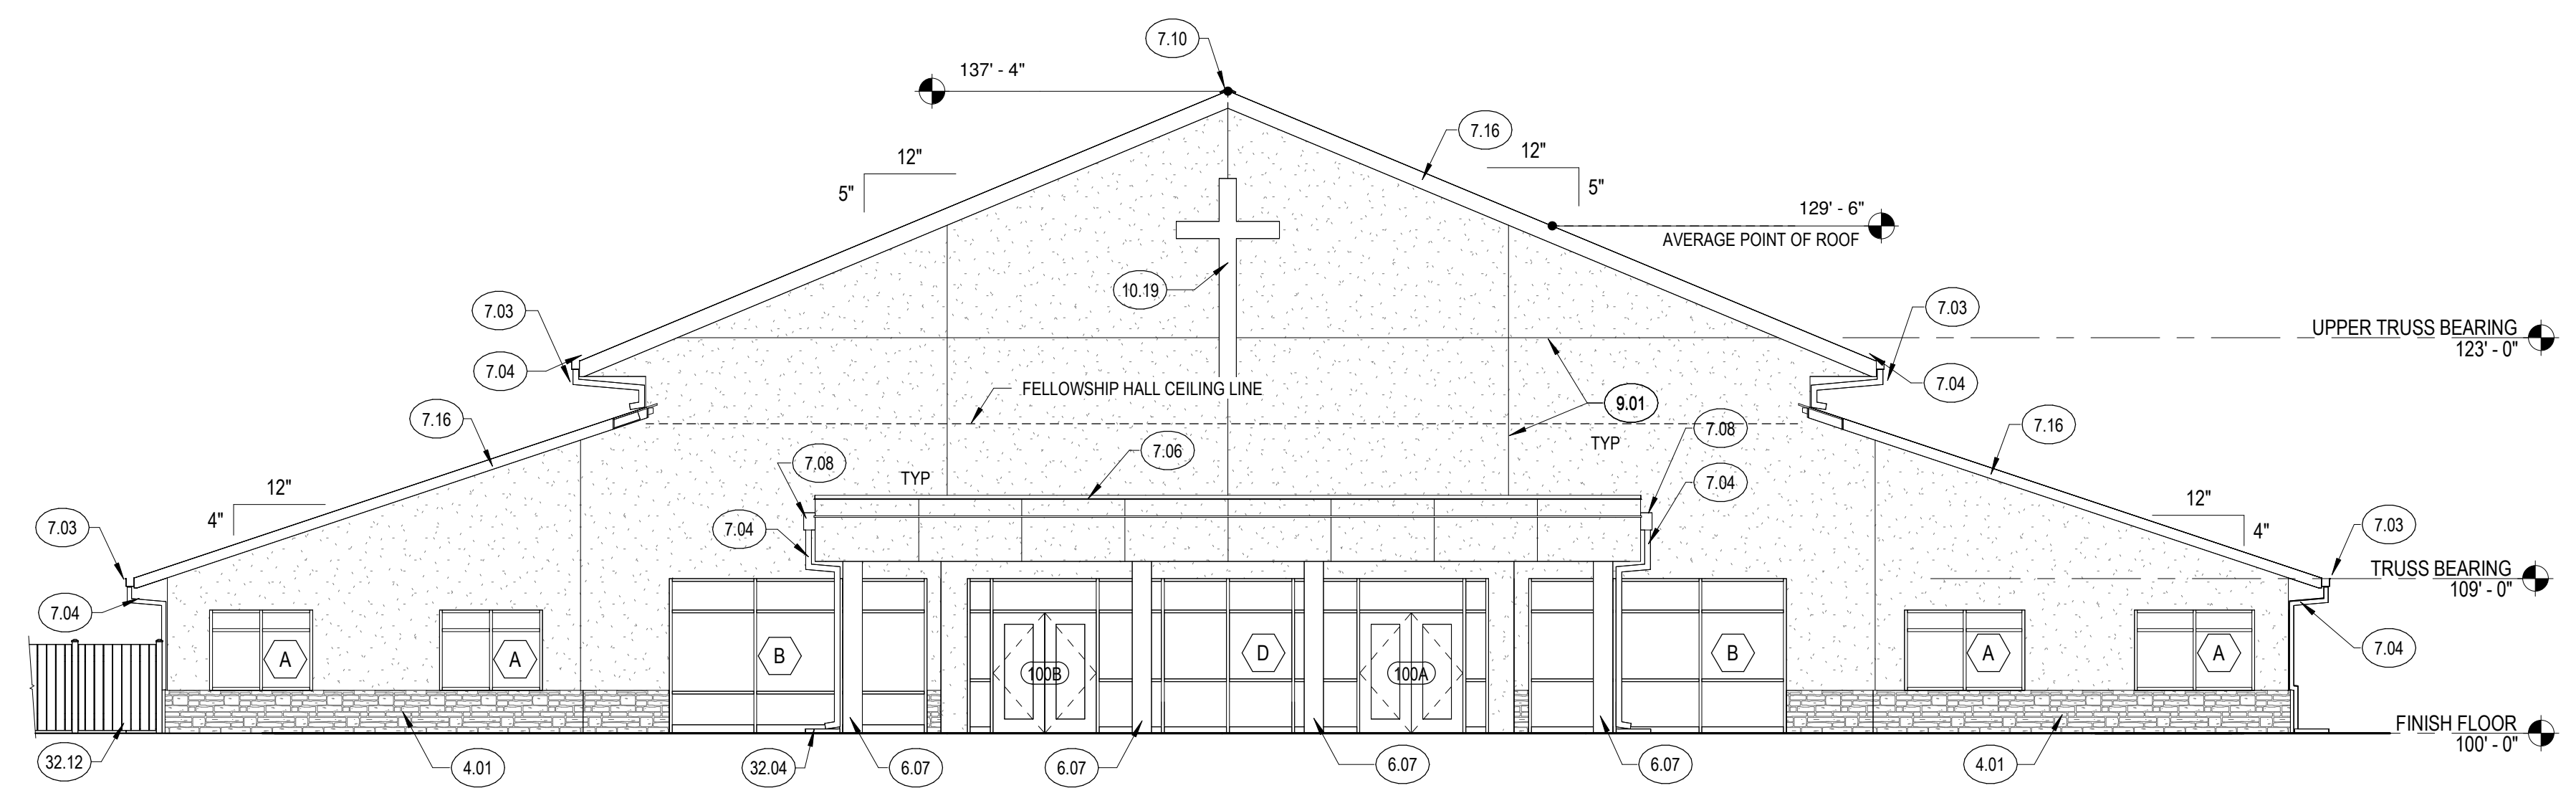 7.10
137' - 4"
7.16
12"
5"
12"
5"
129' - 6"
AVERAGE POINT OF ROOF
10.19
7.03
7.03
UPPER TRUSS BEARING
123' - 0"
7.04
7.04
FELLOWSHIP HALL CEILING LINE
9.01
7.16
7.16
7.08
TYP
7.06
7.08
TYP
7.04
12"
4"
12"
4"
7.03
7.04
7.03
TRUSS BEARING
109' - 0"
7.04
7.04
A
A
B
100B
D
100A
B
A
A
FINISH FLOOR
100' - 0"
32.12
4.01
32.04
6.07
6.07
6.07
6.07
4.01